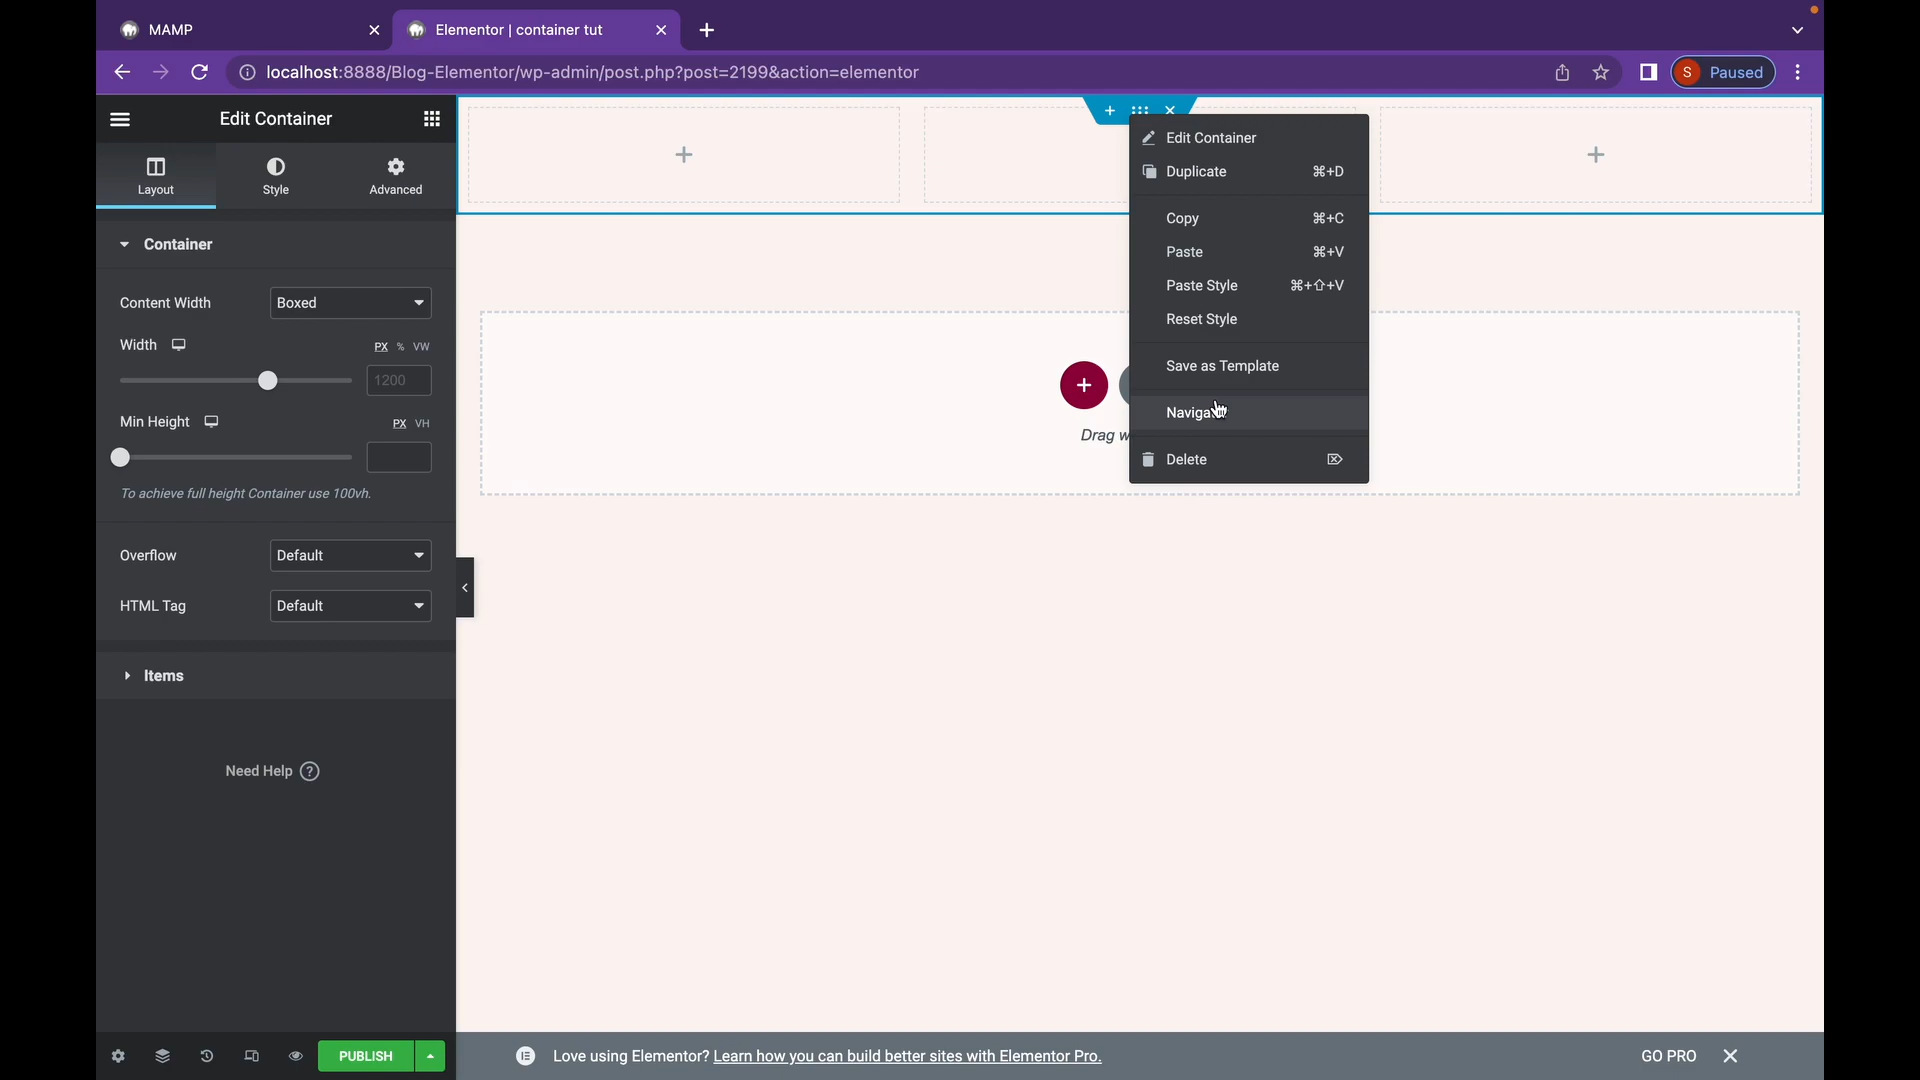 MAMP
Elementor | container tut
localhost:8888/Blog-Elementor/wp-admin/post.php?post=2199&action=elementor
S Paused
Edit Container
Layout
Style
Advanced
Container
Content Width Boxed
Width PX % VW
1200
Min Height PX VH
To achieve full height Container use 100vh.
Overflow Default
HTML Tag Default
Items
Need Help ?
PUBLISH
Edit Container
Duplicate ⌘+D
Copy ⌘+C
Paste ⌘+V
Paste Style ⌘+⇧+V
Reset Style
Save as Template
Delete
Drag
Love using Elementor? Learn how you can build better sites with Elementor Pro.
GO PRO